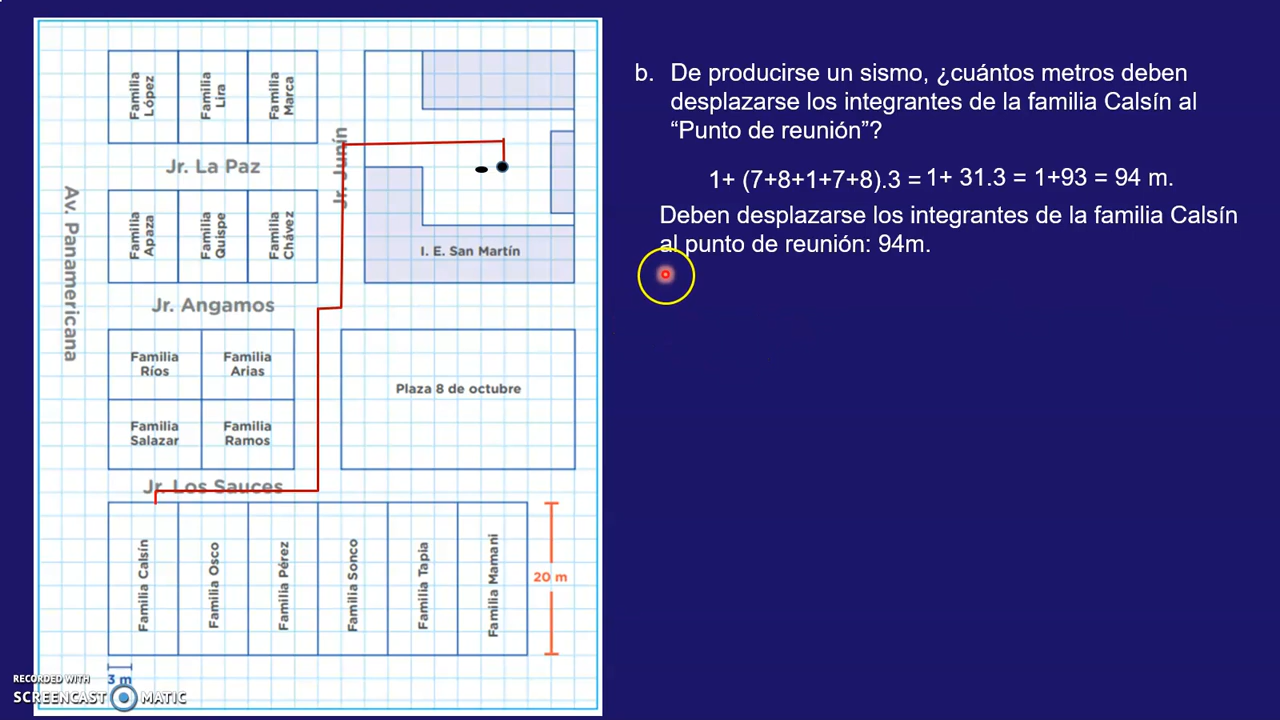 Familia
López
Familia
Lira
Familia
Marca
Jr. La Paz
Jr. Junín
Av. Panamericana
Familia
Apaza
Familia
Quispe
Familia
Chávez
I. E. San Martín
Jr. Angamos
Familia
Ríos
Familia
Arias
Familia
Salazar
Familia
Ramos
Plaza 8 de octubre
Jr. Los Sauces
Familia Calsín
Familia Osco
Familia Pérez
Familia Sonco
Familia Tapia
Familia Mamani
20 m
3 m
b. De producirse un sismo, ¿cuántos metros deben
desplazarse los integrantes de la familia Calsín al
“Punto de reunión”?
1+ (7+8+1+7+8).3 = 1+ 31.3 = 1+93 = 94 m.
Deben desplazarse los integrantes de la familia Calsín
al punto de reunión: 94m.
RECORDED WITH
SCREENCAST MATIC